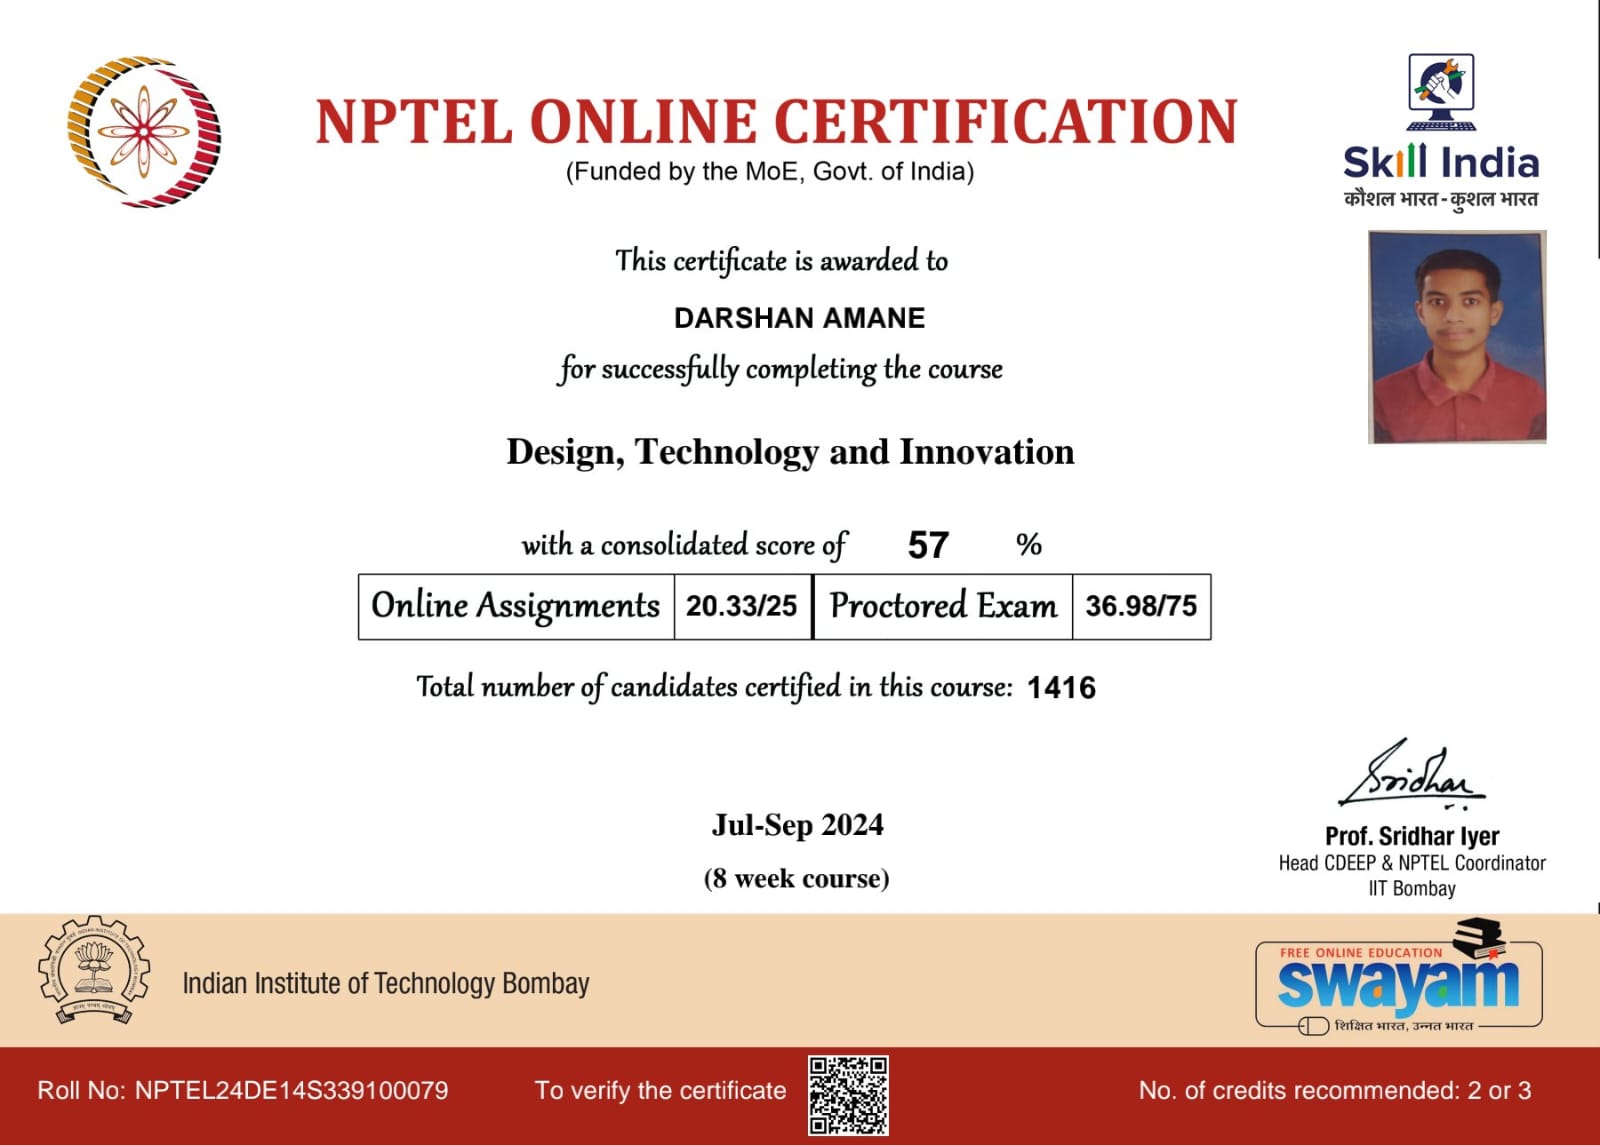 NPTEL ONLINE CERTIFICATION
(Funded by the MoE, Govt. of India)
Skill India
कौशल भारत - कुशल भारत
This certificate is awarded to
DARSHAN AMANE
for successfully completing the course
Design, Technology and Innovation
with a consolidated score of 57 %
Online Assignments 20.33/25 Proctored Exam 36.98/75
Total number of candidates certified in this course: 1416
Jul-Sep 2024
(8 week course)
Sridhar
Prof. Sridhar Iyer
Head CDEEP & NPTEL Coordinator
IIT Bombay
Indian Institute of Technology Bombay
FREE ONLINE EDUCATION
swayam
शिक्षित भारत, उन्नत भारत
Roll No: NPTEL24DE14S339100079
To verify the certificate
No. of credits recommended: 2 or 3